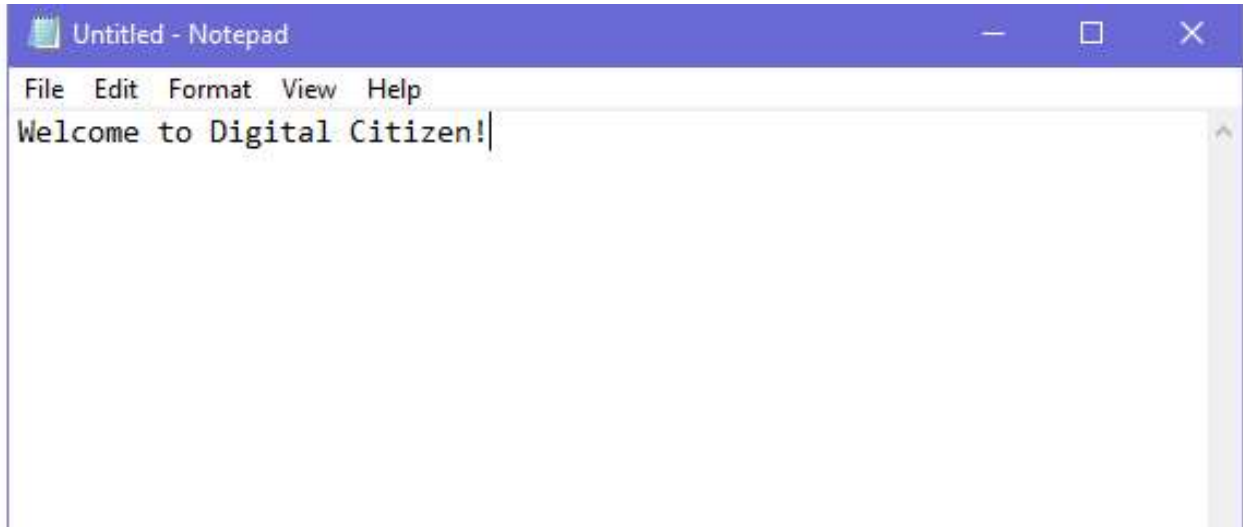 Untitled - Notepad
File Edit Format View Help
Welcome to Digital Citizen!